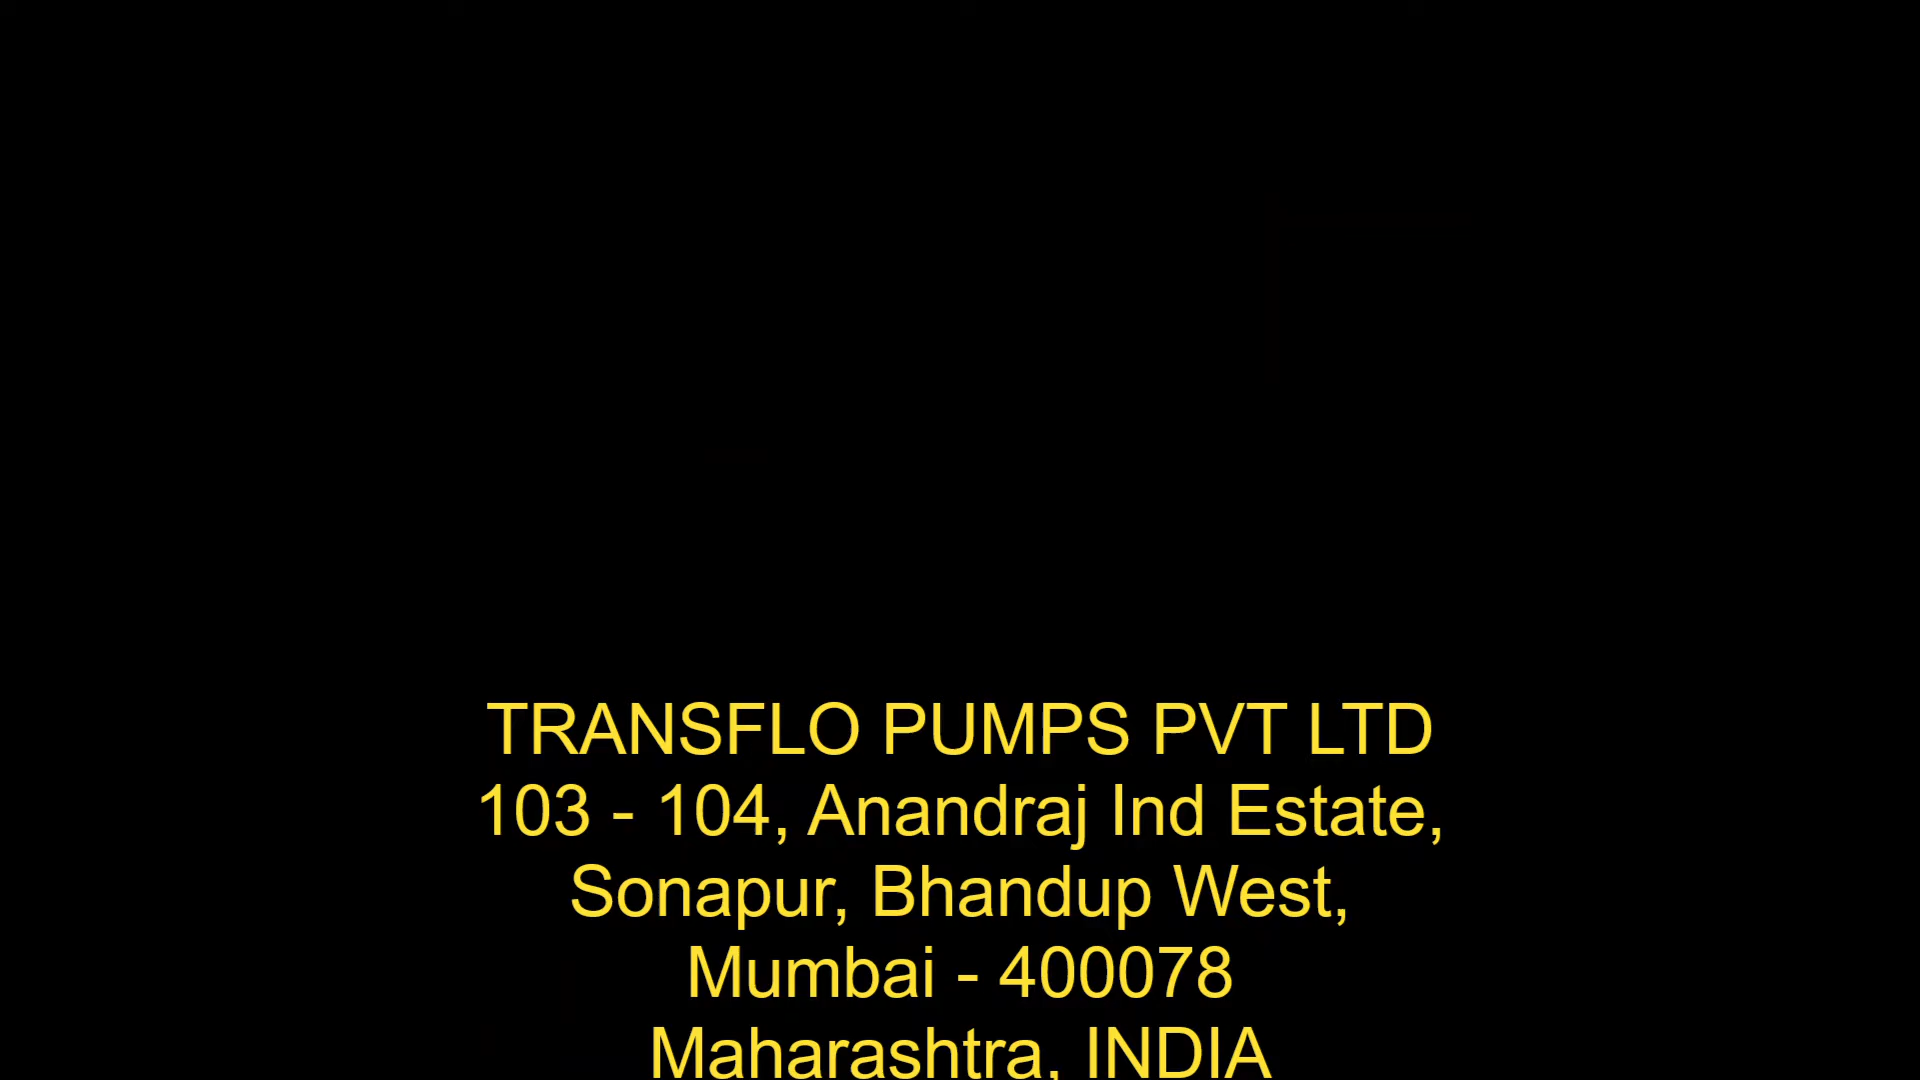 TRANSFLO PUMPS PVT LTD
103 - 104, Anandraj Ind Estate,
Sonapur, Bhandup West,
Mumbai - 400078
Maharashtra, INDIA